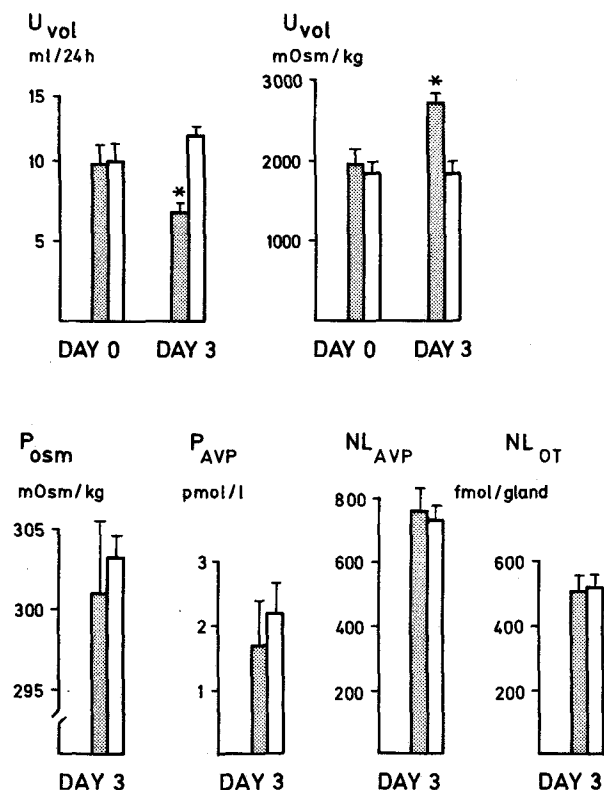 U vol
ml/24h
15
10
5
*
DAY 0 DAY 3
U vol
mOsm/kg
3000
2000
1000
*
DAY 0 DAY 3
P osm
mOsm/kg
305
300
295
DAY 3
P AVP
pmol/l
3
2
1
DAY 3
NL AVP
800
600
400
200
DAY 3
NL OT
fmol/gland
600
400
200
DAY 3